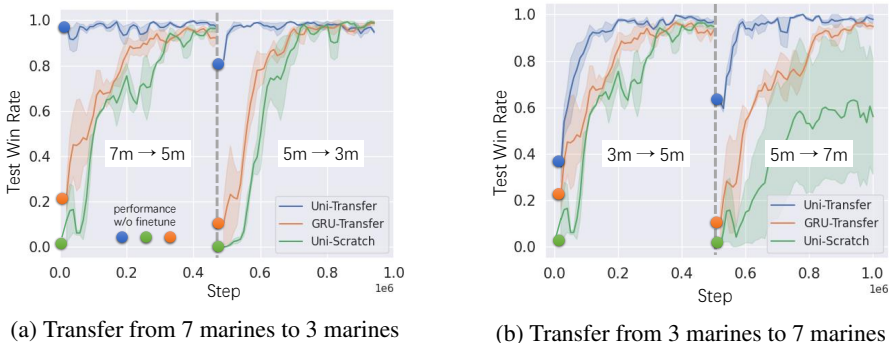 Test Win Rate
1.0
0.8
0.6
0.4
0.2
0.0
7m → 5m
5m → 3m
performance
w/o finetune
Uni-Transfer
GRU-Transfer
Uni-Scratch
0.0 0.2 0.4 0.6 0.8 1.0
Step
1e6
(a) Transfer from 7 marines to 3 marines
Test Win Rate
1.0
0.8
0.6
0.4
0.2
0.0
3m → 5m
5m → 7m
Uni-Transfer
GRU-Transfer
Uni-Scratch
0.0 0.2 0.4 0.6 0.8 1.0
Step
1e6
(b) Transfer from 3 marines to 7 marines